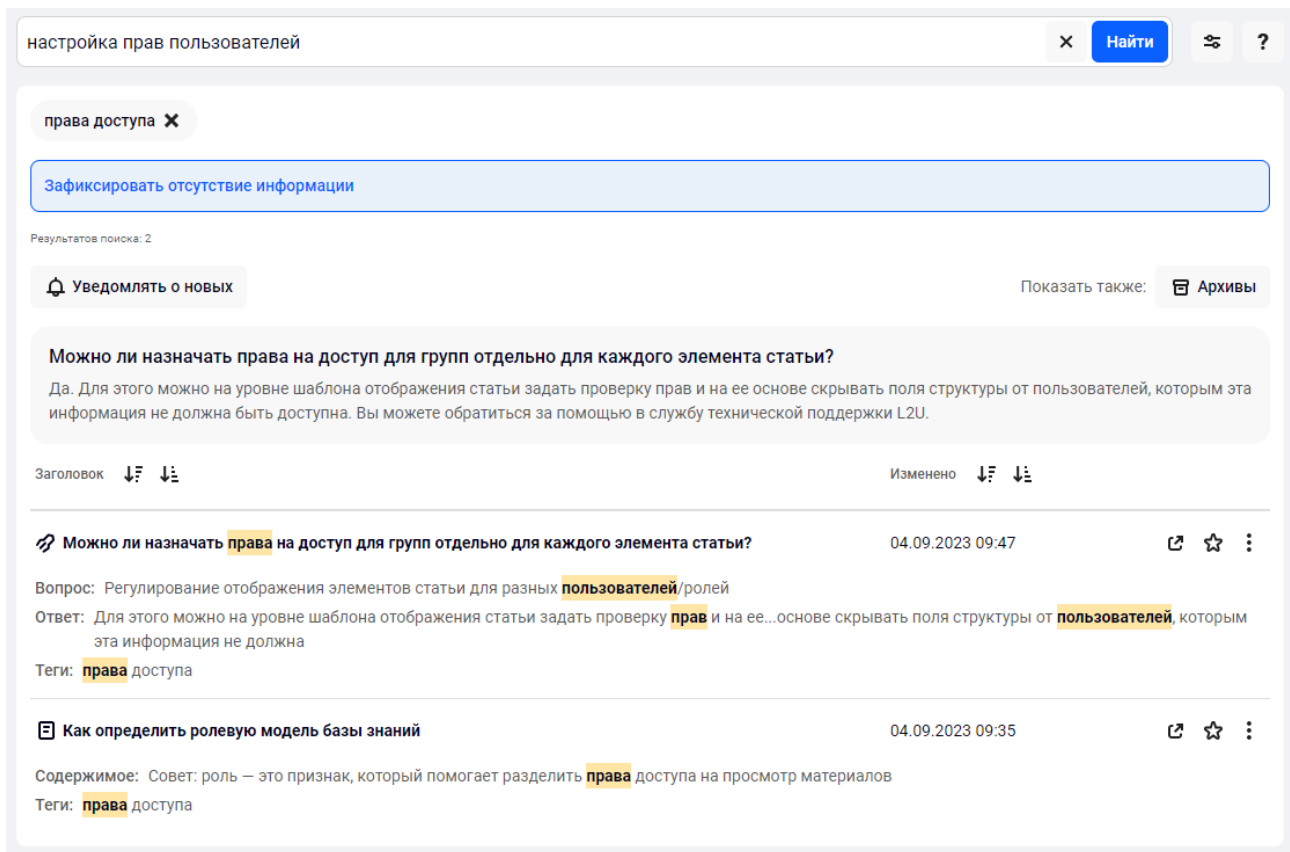 настройка прав пользователей
Найти
?
права доступа
Зафиксировать отсутствие информации
Результатов поиска: 2
Уведомлять о новых
Показать также:
Архивы
Можно ли назначать права на доступ для групп отдельно для каждого элемента статьи?
Да. Для этого можно на уровне шаблона отображения статьи задать проверку прав и на ее основе скрывать поля структуры от пользователей, которым эта
информация не должна быть доступна. Вы можете обратиться за помощью в службу технической поддержки L2U.
Заголовок
Изменено
Можно ли назначать права на доступ для групп отдельно для каждого элемента статьи?
04.09.2023 09:47
Вопрос: Регулирование отображения элементов статьи для разных пользователей/ролей
Ответ: Для этого можно на уровне шаблона отображения статьи задать проверку прав и на ее...основе скрывать поля структуры от пользователей, которым
эта информация не должна
Теги: права доступа
Как определить ролевую модель базы знаний
04.09.2023 09:35
Содержимое: Совет: роль — это признак, который помогает разделить права доступа на просмотр материалов
Теги: права доступа